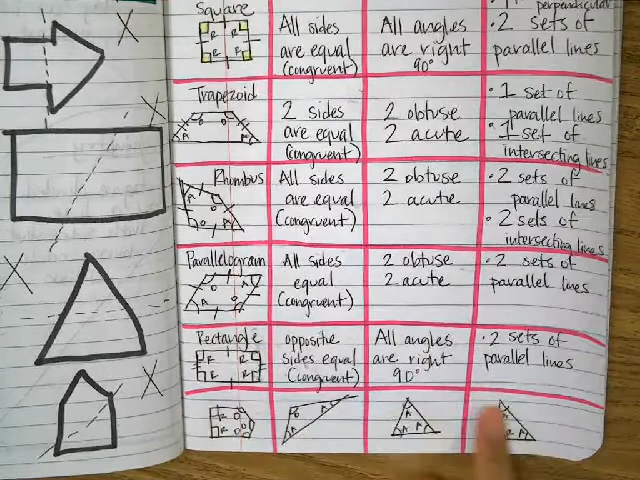 Square
All sides
are equal
(congruent)
All angles
are right
90°
perpendicular
• 2 sets of
parallel lines
Trapezoid
2 sides
are equal
(congruent)
2 obtuse
2 acute
• 1 set of
parallel lines
• 1 set of
intersecting lines
Rhombus
All sides
are equal
(congruent)
2 obtuse
2 acute
• 2 sets of
parallel lines
• 2 sets of
intersecting lines
Parallelogram
All sides
equal
(congruent)
2 obtuse
2 acute
• 2 sets of
parallel lines
Rectangle
opposite
sides equal
(congruent)
All angles
are right
90°
• 2 sets of
parallel lines